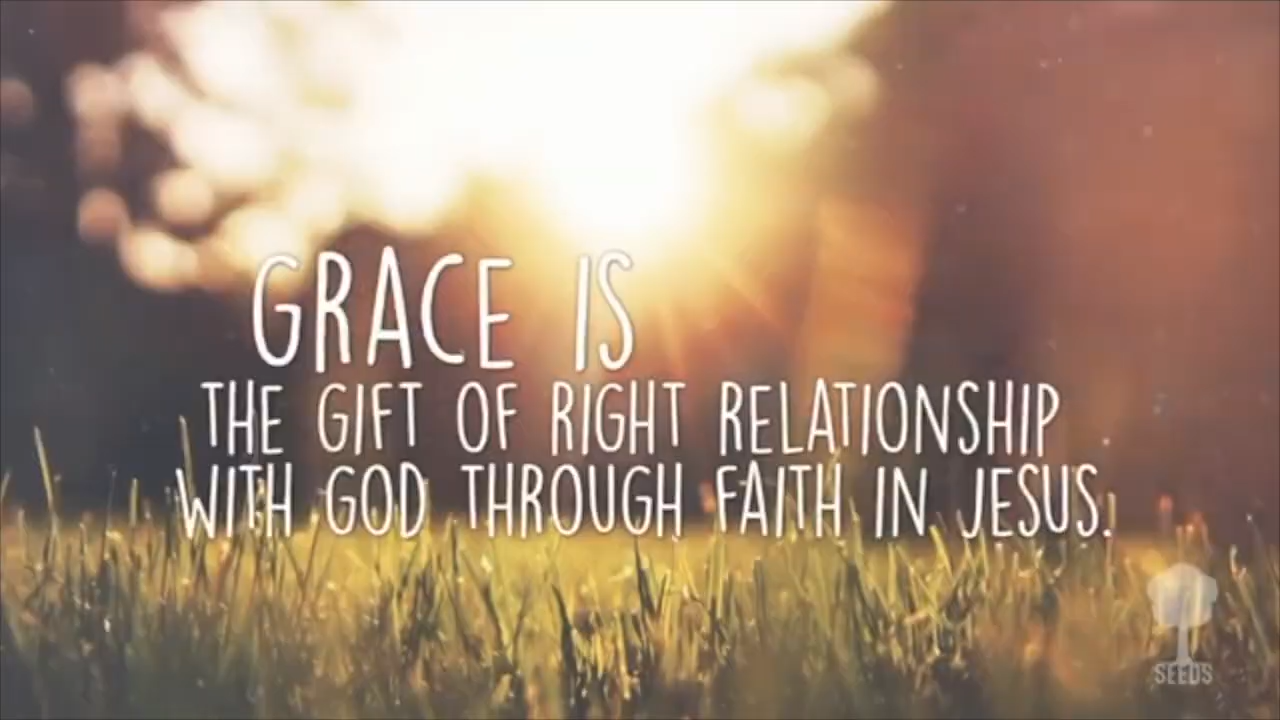 GRACE IS
THE GIFT OF RIGHT RELATIONSHIP
WITH GOD THROUGH FAITH IN JESUS.
SEEDS